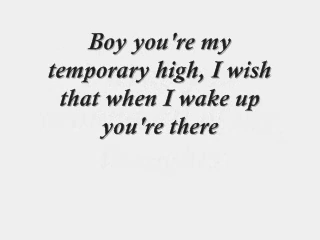 Boy you're my
temporary high, I wish
that when I wake up
you're there